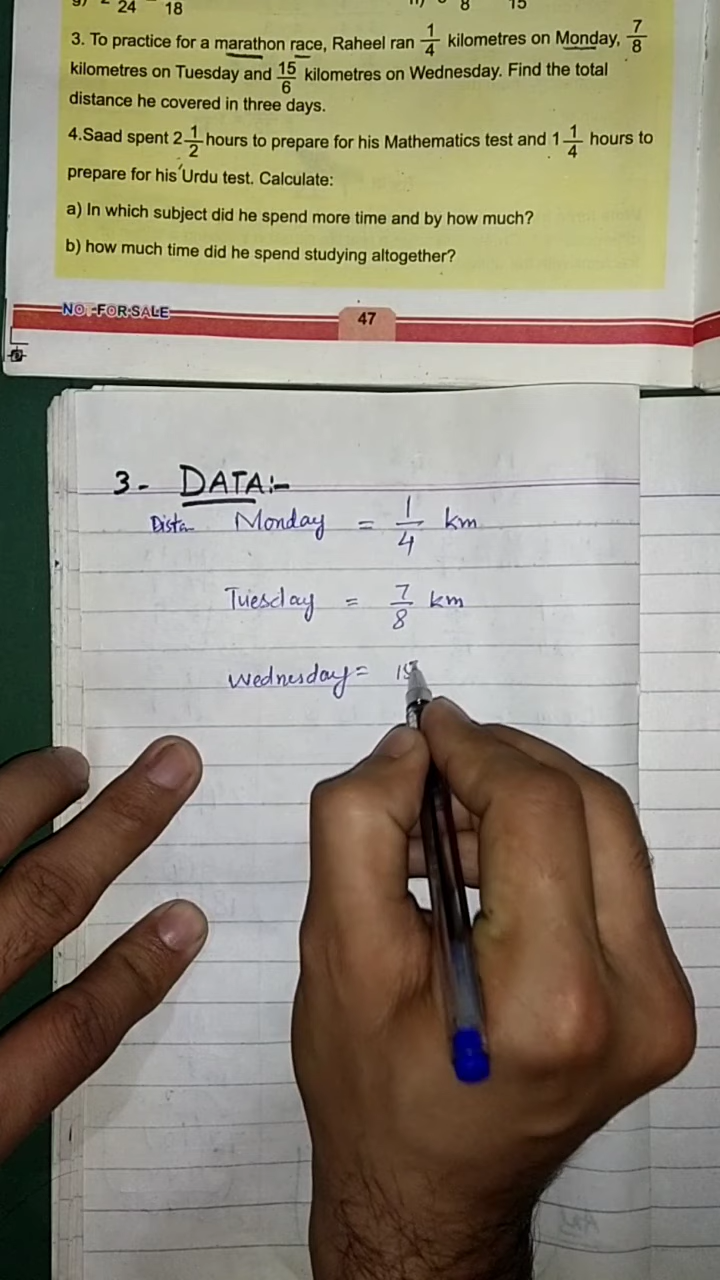 24 18 8 15
3. To practice for a marathon race, Raheel ran 1/4 kilometres on Monday, 7/8
kilometres on Tuesday and 15/6 kilometres on Wednesday. Find the total
distance he covered in three days.
4.Saad spent 2 1/2 hours to prepare for his Mathematics test and 1 1/4 hours to
prepare for his Urdu test. Calculate:
a) In which subject did he spend more time and by how much?
b) how much time did he spend studying altogether?
NOT FOR SALE
47
3- DATA:-
Dista Monday = 1/4 km
Tuesday = 7/8 km
Wednesday = 15